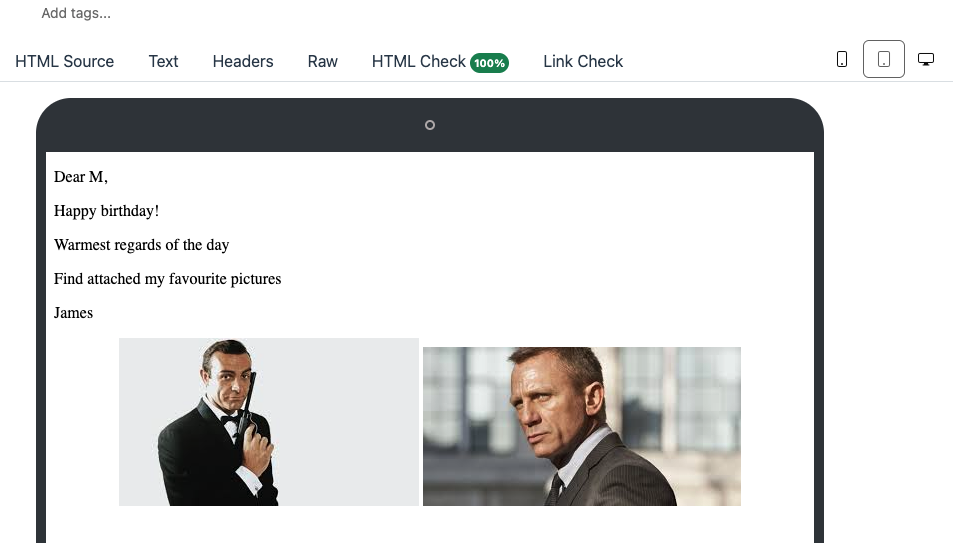 Add tags...
HTML Source Text Headers Raw HTML Check 100% Link Check
Dear M,
Happy birthday!
Warmest regards of the day
Find attached my favourite pictures
James